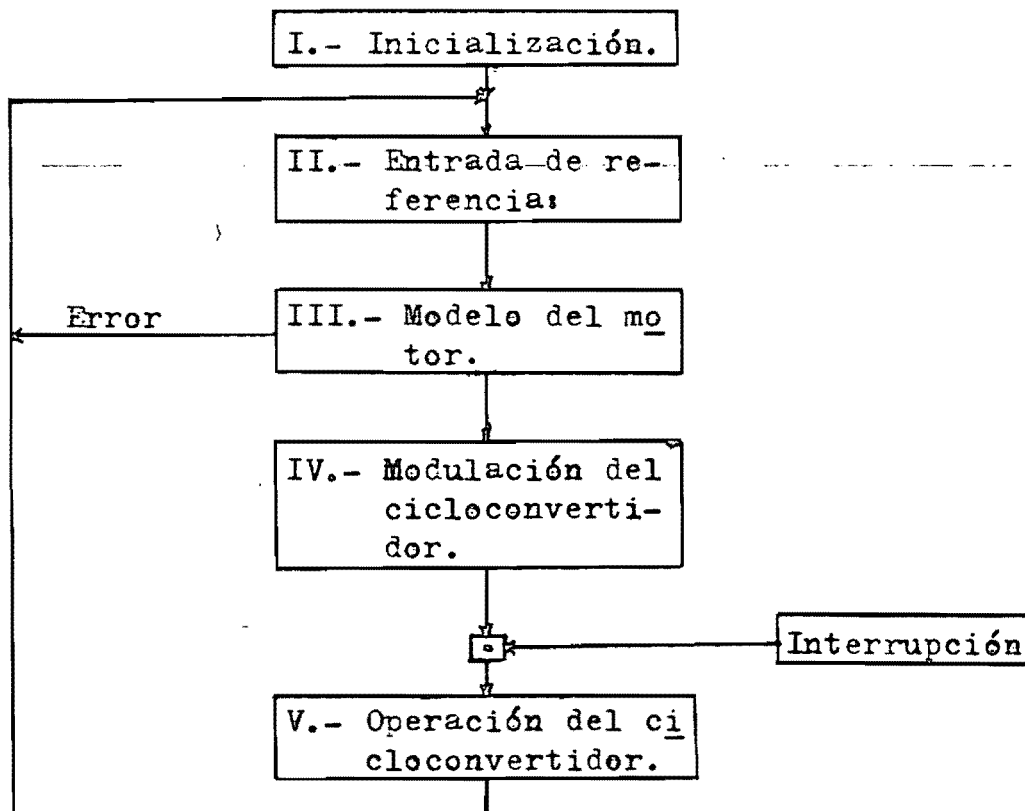 I.- Inicialización.
II.- Entrada de re-
ferencia:
Error
III.- Modelo del mo
tor.
IV.- Modulación del
cicloconverti-
dor.
Interrupción
V.- Operación del ci
cloconvertidor.